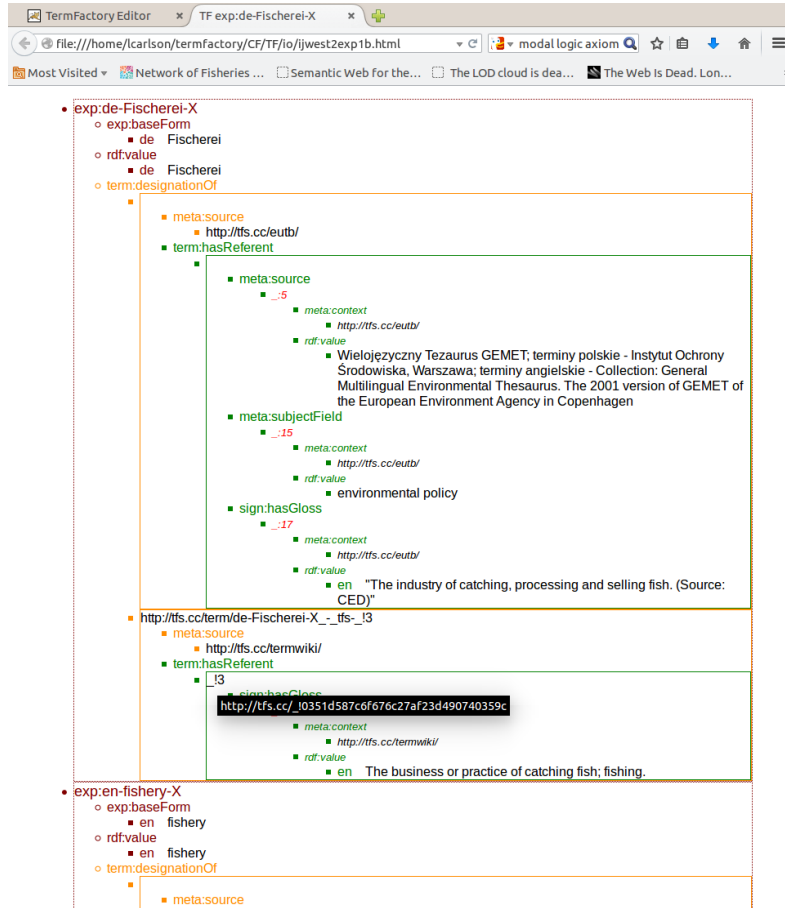 TermFactory Editor
TF exp:de-Fischerei-X
file:///home/lcarlson/termfactory/CF/TF/io/ijwest2exp1b.html
modal logic axiom
Most Visited
Network of Fisheries ...
Semantic Web for the...
The LOD cloud is dea...
The Web Is Dead. Lon...
exp:de-Fischerei-X
exp:baseForm
de Fischerei
rdf:value
de Fischerei
term:designationOf
meta:source
http://tfs.cc/eutb/
term:hasReferent
meta:source
_:5
meta:context
http://tfs.cc/eutb/
rdf:value
Wielojęzyczny Tezaurus GEMET; terminy polskie - Instytut Ochrony
Środowiska, Warszawa; terminy angielskie - Collection: General
Multilingual Environmental Thesaurus. The 2001 version of GEMET of
the European Environment Agency in Copenhagen
meta:subjectField
_:15
meta:context
http://tfs.cc/eutb/
rdf:value
environmental policy
sign:hasGloss
_:17
meta:context
http://tfs.cc/eutb/
rdf:value
en "The industry of catching, processing and selling fish. (Source:
CED)"
http://tfs.cc/term/de-Fischerei-X_-_tfs-_!3
meta:source
http://tfs.cc/termwiki/
term:hasReferent
_!3
sign:hasGloss
http://tfs.cc/_!0351d587c6f676c27af23d490740359c
meta:context
http://tfs.cc/termwiki/
rdf:value
en The business or practice of catching fish; fishing.
exp:en-fishery-X
exp:baseForm
en fishery
rdf:value
en fishery
term:designationOf
meta:source